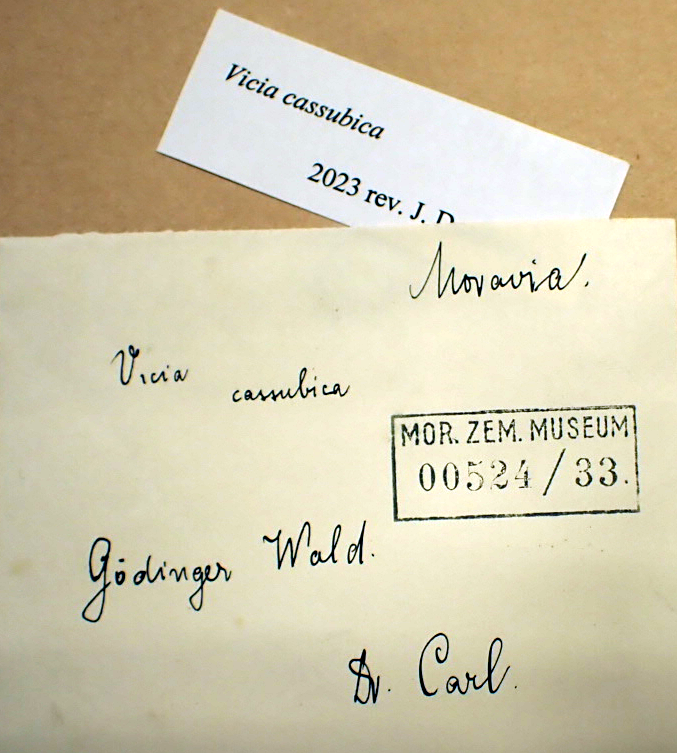 Vicia cassubica
2023 rev. J. D
Moravia.
Vicia cassubica
MOR. ZEM. MUSEUM
00524/33.
Gödinger Wald.
Dr. Carl.